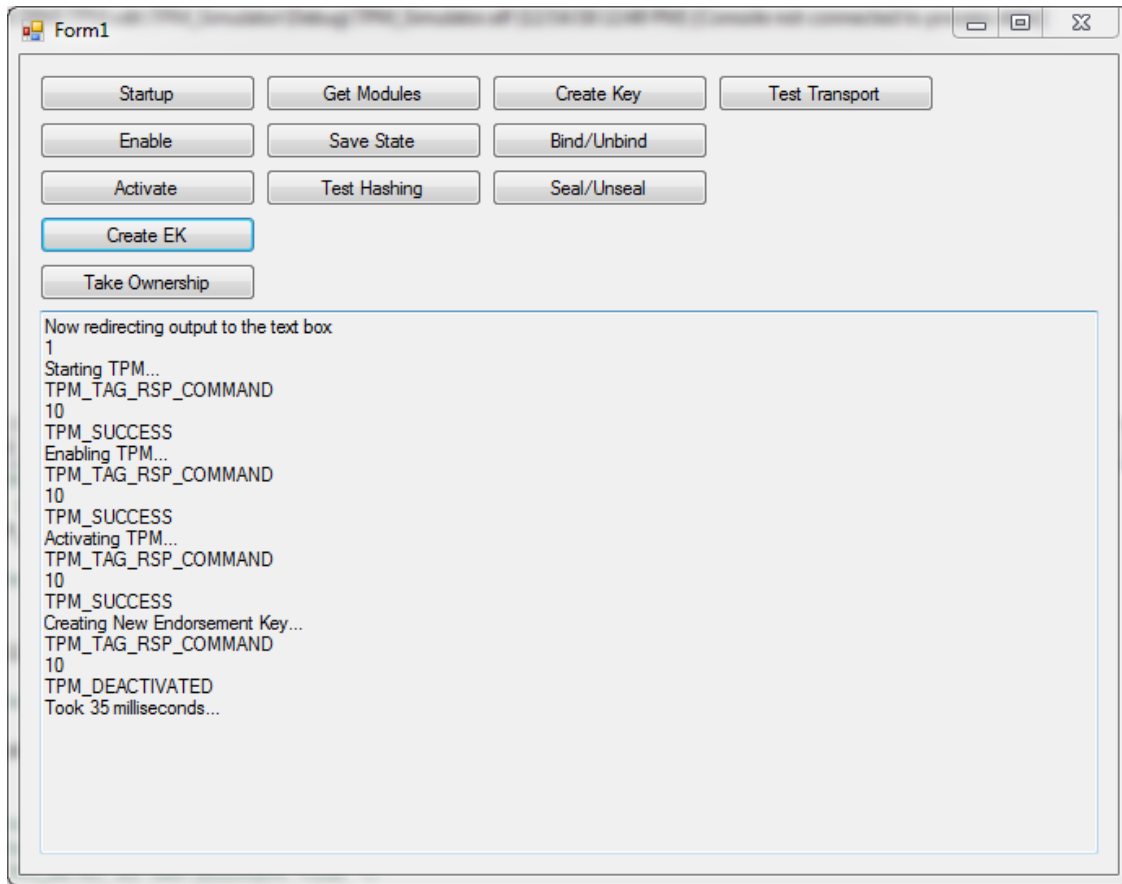 Form1
Startup
Get Modules
Create Key
Test Transport
Enable
Save State
Bind/Unbind
Activate
Test Hashing
Seal/Unseal
Create EK
Take Ownership
Now redirecting output to the text box
1
Starting TPM...
TPM_TAG_RSP_COMMAND
10
TPM_SUCCESS
Enabling TPM...
TPM_TAG_RSP_COMMAND
10
TPM_SUCCESS
Activating TPM...
TPM_TAG_RSP_COMMAND
10
TPM_SUCCESS
Creating New Endorsement Key...
TPM_TAG_RSP_COMMAND
10
TPM_DEACTIVATED
Took 35 milliseconds...